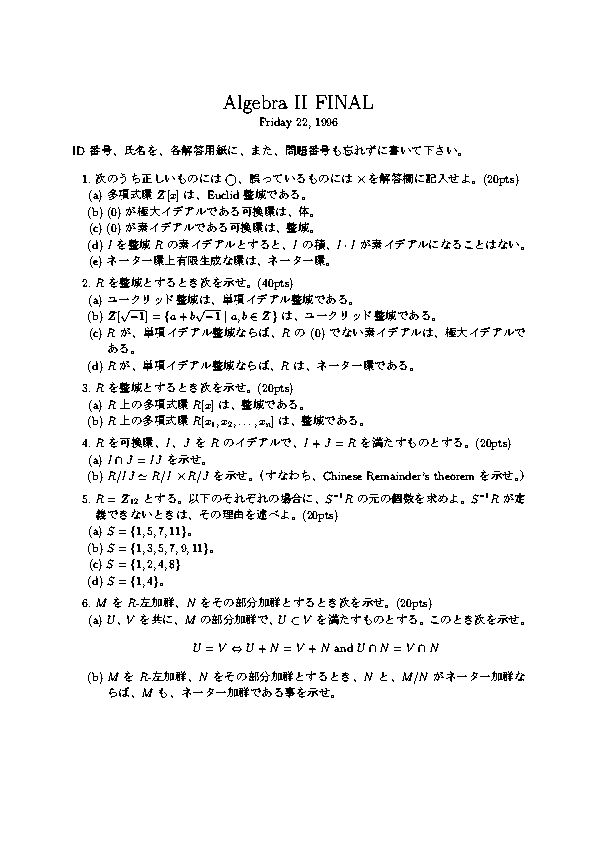 Algebra II FINAL
Friday 22, 1996
ID 番号、氏名を、各解答用紙に、また、問題番号も忘れずに書いて下さい。
1. 次のうち正しいものには ◯、誤っているものには ×を解答欄に記入せよ。(20pts)
(a) 多項式環 Z[x] は、Euclid 整域である。
(b) (0) が極大イデアルである可換環は、体。
(c) (0) が素イデアルである可換環は、整域。
(d) I を整域 R の素イデアルとすると、I の積、I · I が素イデアルになることはない。
(e) ネーター環上有限生成な環は、ネーター環。
2. R を整域とするとき次を示せ。(40pts)
(a) ユークリッド整域は、単項イデアル整域である。
(b) Z[√−1] = {a + b√−1 | a, b ∈ Z} は、ユークリッド整域である。
(c) R が、単項イデアル整域ならば、R の (0) でない素イデアルは、極大イデアルで
ある。
(d) R が、単項イデアル整域ならば、R は、ネーター環である。
3. R を整域とするとき次を示せ。(20pts)
(a) R 上の多項式環 R[x] は、整域である。
(b) R 上の多項式環 R[x₁, x₂, . . . , xₙ] は、整域である。
4. R を可換環、I、J を R のイデアルで、I + J = R を満たすものとする。(20pts)
(a) I ∩ J = IJ を示せ。
(b) R/IJ ≃ R/I × R/J を示せ。(すなわち、Chinese Remainder's theorem を示せ。)
5. R = Z₁₂ とする。以下のそれぞれの場合に、S⁻¹R の元の個数を求めよ。S⁻¹R が定
義できないときは、その理由を述べよ。(20pts)
(a) S = {1, 5, 7, 11}。
(b) S = {1, 3, 5, 7, 9, 11}。
(c) S = {1, 2, 4, 8}
(d) S = {1, 4}。
6. M を R-左加群、N をその部分加群とするとき次を示せ。(20pts)
(a) U、V を共に、M の部分加群で、U ⊂ V を満たすものとする。このとき次を示せ。
U = V ⇔ U + N = V + N and U ∩ N = V ∩ N
(b) M を R-左加群、N をその部分加群とするとき、N と、M/N がネーター加群な
らば、M も、ネーター加群である事を示せ。